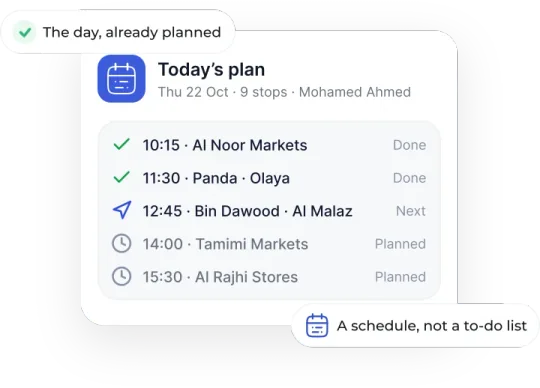 The day, already planned
Today’s plan
Thu 22 Oct · 9 stops · Mohamed Ahmed
10:15 · Al Noor Markets Done
11:30 · Panda · Olaya Done
12:45 · Bin Dawood · Al Malaz Next
14:00 · Tamimi Markets Planned
15:30 · Al Rajhi Stores Planned
A schedule, not a to-do list